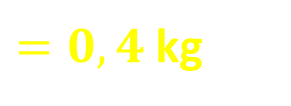 = 0, 4 kg